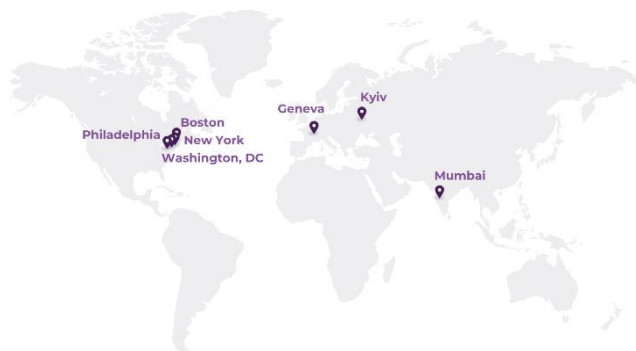 Kyiv
Geneva
Boston
Philadelphia
New York
Washington, DC
Mumbai